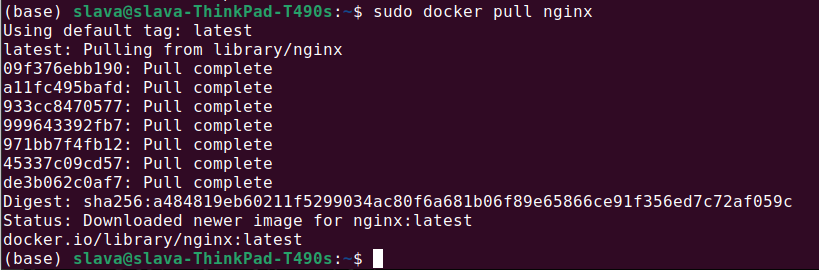 (base) slava@slava-ThinkPad-T490s:~$ sudo docker pull nginx
Using default tag: latest
latest: Pulling from library/nginx
09f376ebb190: Pull complete
a11fc495bafd: Pull complete
933cc8470577: Pull complete
999643392fb7: Pull complete
971bb7f4fb12: Pull complete
45337c09cd57: Pull complete
de3b062c0af7: Pull complete
Digest: sha256:a484819eb60211f5299034ac80f6a681b06f89e65866ce91f356ed7c72af059c
Status: Downloaded newer image for nginx:latest
docker.io/library/nginx:latest
(base) slava@slava-ThinkPad-T490s:~$